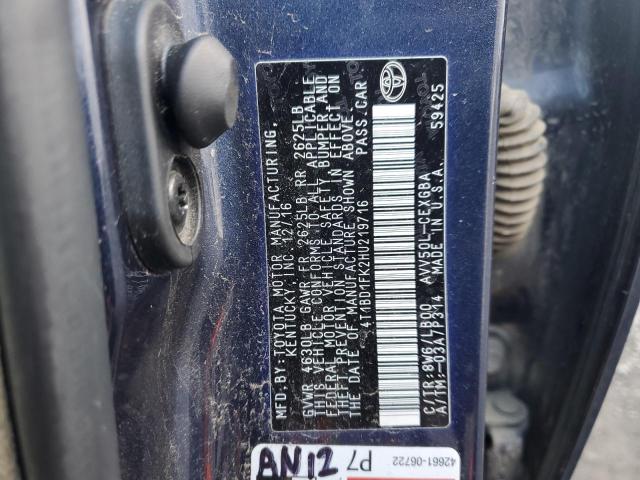 MFD.BY:TOYOTA MOTOR MANUFACTURING,
KENTUCKY, INC. 12/16
GVWR 4630LB GAWR FR 2625LB RR 2625LB
THIS VEHICLE CONFORMS TO ALL APPLICABLE
FEDERAL MOTOR VEHICLE SAFETY BUMPER, AND
THEFT PREVENTION STANDARDS IN EFFECT ON
THE DATE OF MANUFACTURE SHOWN ABOVE.
4T1BD1FK2HU219716 PASS.CAR
C/TR:8W6/LB00 AVV50L-CEXGBA
A/TM:-03A/P314 MADE IN U.S.A. 59425
AN12
P7
42661-06722